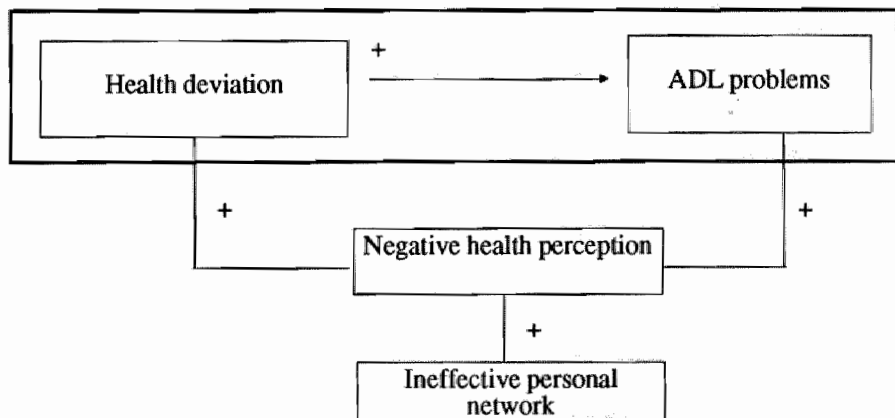 +
Health deviation
ADL problems
+
+
Negative health perception
+
Ineffective personal
network